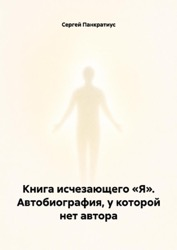 Сергей Панкратиус
Книга исчезающего «Я».
Автобиография, у которой
нет автора